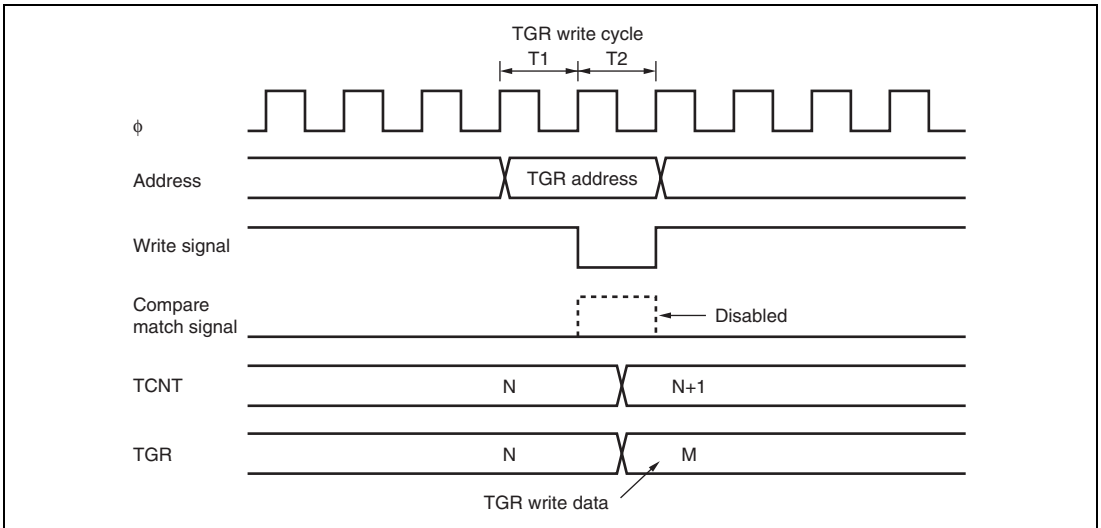 TGR write cycle
T1 T2
ϕ
Address TGR address
Write signal
Compare
match signal Disabled
TCNT N N+1
TGR N M
TGR write data